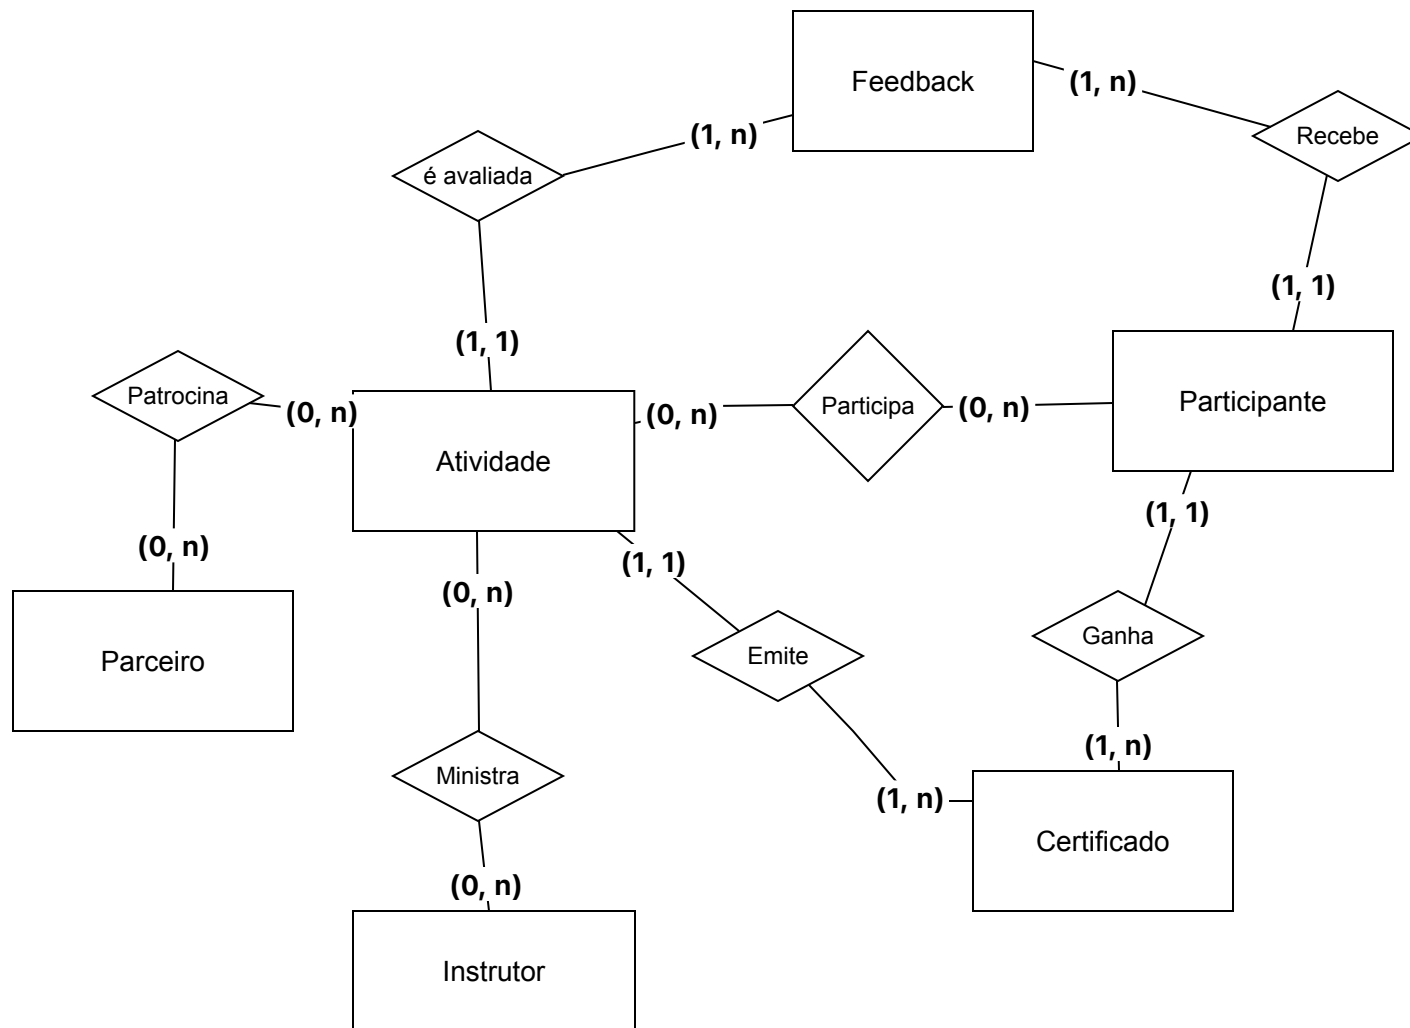 Feedback
(1, n)
(1, n)
Recebe
é avaliada
(1, 1)
(1, 1)
Patrocina
(0, n)
(0, n)
Participa
(0, n)
Participante
Atividade
(1, 1)
(0, n)
(1, 1)
(0, n)
Parceiro
Emite
Ganha
(1, n)
Ministra
(1, n)
Certificado
(0, n)
Instrutor